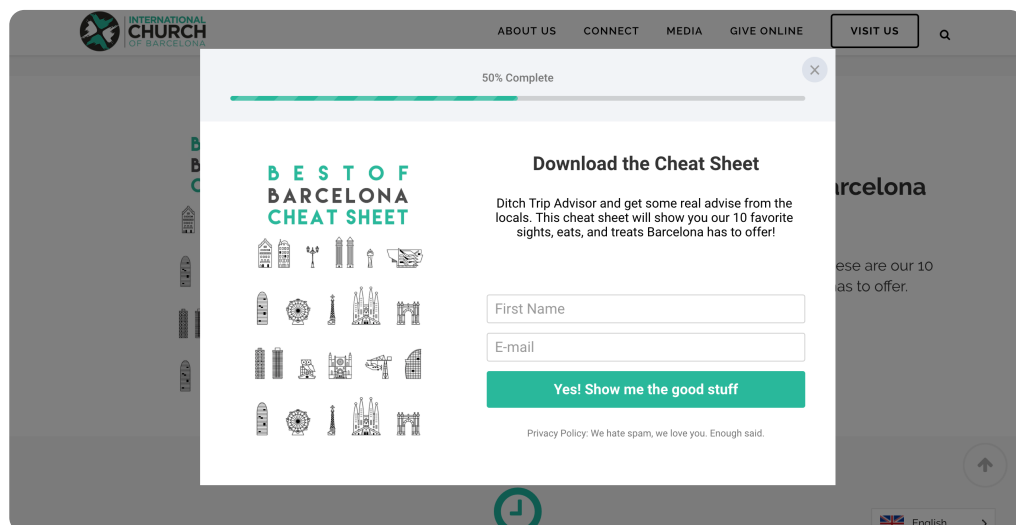 INTERNATIONAL
CHURCH
OF BARCELONA
ABOUT US
CONNECT
MEDIA
GIVE ONLINE
VISIT US
50% Complete
BEST OF
BARCELONA
CHEAT SHEET
Download the Cheat Sheet
Ditch Trip Advisor and get some real advise from the
locals. This cheat sheet will show you our 10 favorite
sights, eats, and treats Barcelona has to offer!
First Name
E-mail
Yes! Show me the good stuff
Privacy Policy: We hate spam, we love you. Enough said.
rcelona
ese are our 10
as to offer.
English